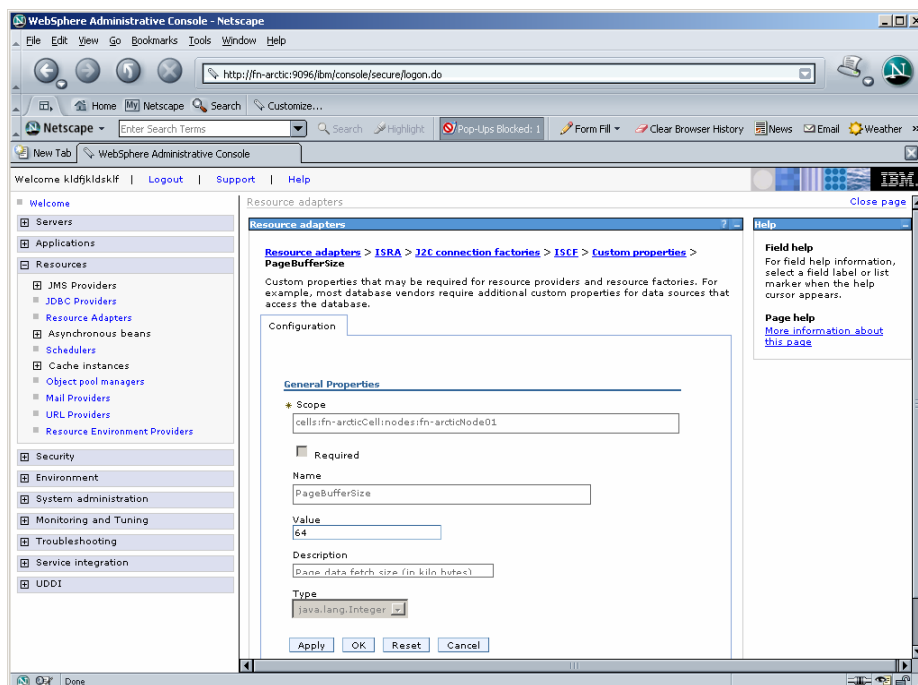 WebSphere Administrative Console - Netscape
File Edit View Go Bookmarks Tools Window Help
http://fn-arctic:9096/ibm/console/secure/logon.do
Home My Netscape Search Customize...
Netscape Enter Search Terms Search Highlight Pop-Ups Blocked: 1 Form Fill Clear Browser History News Email Weather »
New Tab WebSphere Administrative Console
Welcome kldfjkldsklf | Logout | Support | Help IBM.
Welcome
Servers
Applications
Resources
JMS Providers
JDBC Providers
Resource Adapters
Asynchronous beans
Schedulers
Cache instances
Object pool managers
Mail Providers
URL Providers
Resource Environment Providers
Security
Environment
System administration
Monitoring and Tuning
Troubleshooting
Service integration
UDDI
Resource adapters Close page
Resource adapters ? -
Resource adapters > ISRA > J2C connection factories > ISCF > Custom properties >
PageBufferSize
Custom properties that may be required for resource providers and resource factories. For
example, most database vendors require additional custom properties for data sources that
access the database.
Configuration
General Properties
* Scope
cells:fn-arcticCell:nodes:fn-arcticNode01
Required
Name
PageBufferSize
Value
64
Description
Page data fetch size (in kilo bytes)
Type
java.lang.Integer
Apply OK Reset Cancel
Help
Field help
For field help information,
select a field label or list
marker when the help
cursor appears.
Page help
More information about
this page
Done